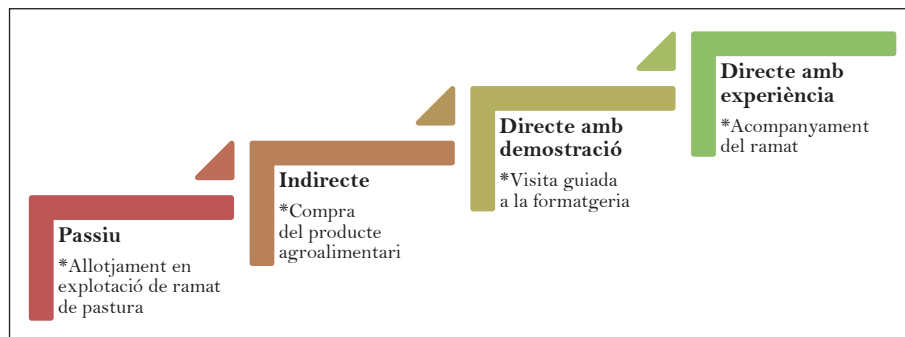 Passiu
*Allotjament en
explotació de ramat
de pastura
Indirecte
*Compra
del producte
agroalimentari
Directe amb
demostració
*Visita guiada
a la formatgeria
Directe amb
experiència
*Acompanyament
del ramat